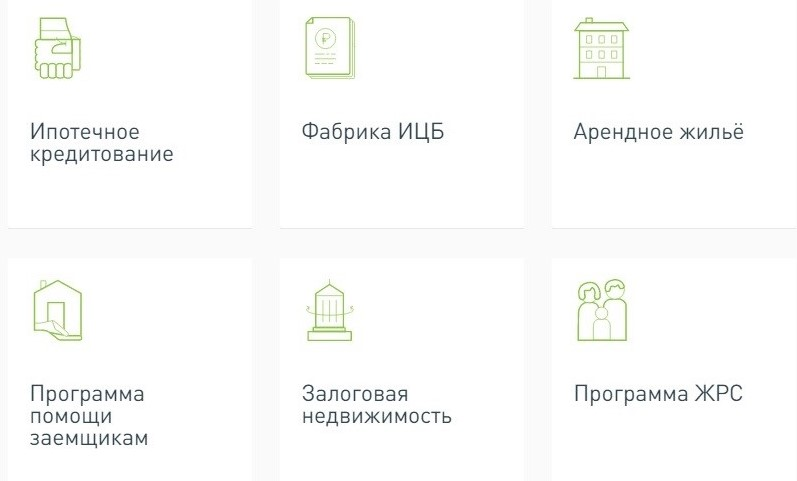 Ипотечное
кредитование
Фабрика ИЦБ
Арендное жильё
Программа
помощи
заемщикам
Залоговая
недвижимость
Программа ЖРС